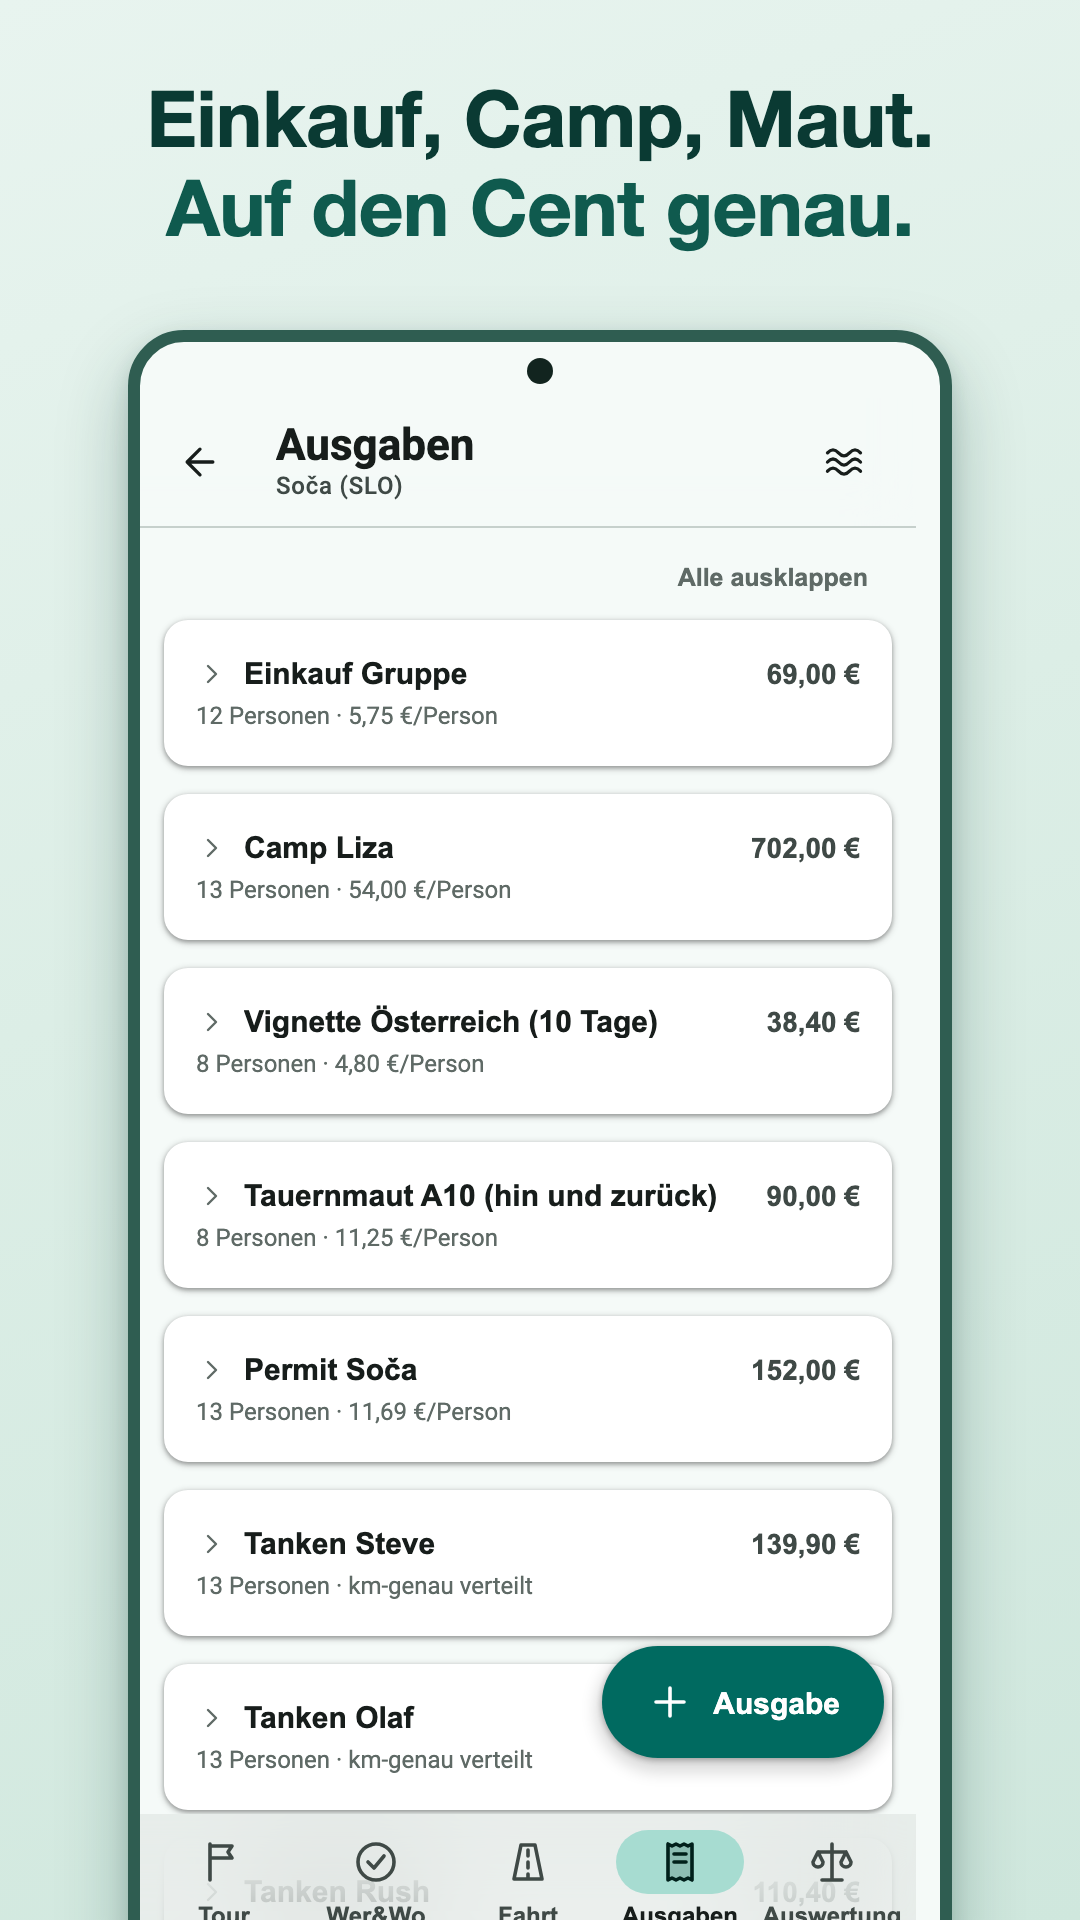 Einkauf, Camp, Maut.
Auf den Cent genau.
Ausgaben
Soča (SLO)
Alle ausklappen
Einkauf Gruppe 69,00 €
12 Personen · 5,75 €/Person
Camp Liza 702,00 €
13 Personen · 54,00 €/Person
Vignette Österreich (10 Tage) 38,40 €
8 Personen · 4,80 €/Person
Tauernmaut A10 (hin und zurück) 90,00 €
8 Personen · 11,25 €/Person
Permit Soča 152,00 €
13 Personen · 11,69 €/Person
Tanken Steve 139,90 €
13 Personen · km-genau verteilt
Tanken Olaf
13 Personen · km-genau verteilt
Ausgabe
Tanken Rush 110,40 €
Tour Wer&Wo Fahrt Ausgaben Auswertung